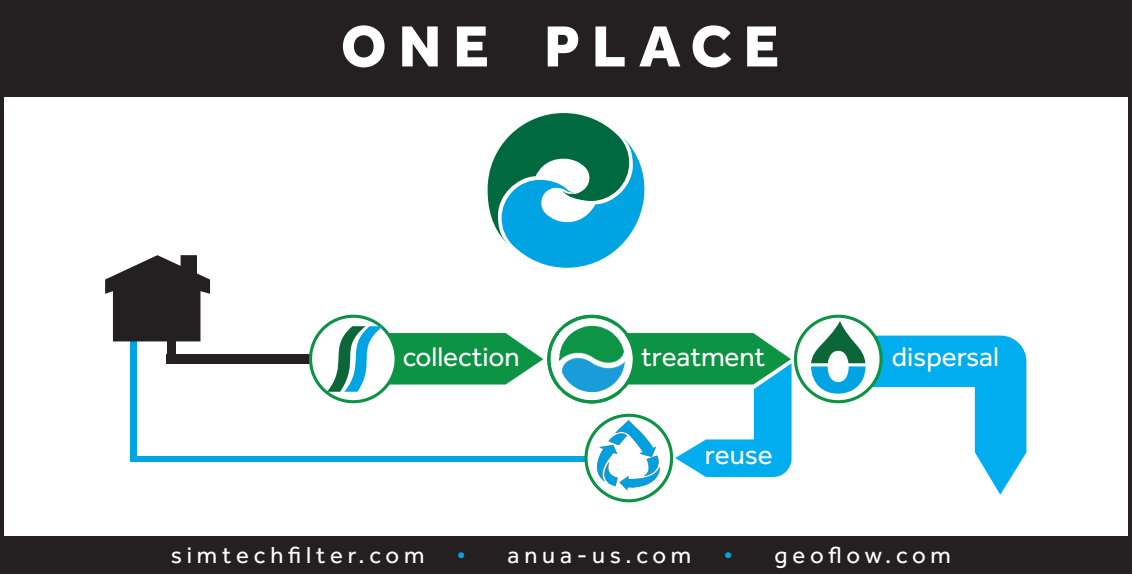 ONE PLACE
collection
treatment
dispersal
reuse
simtechfilter.com • anua-us.com • geoflow.com